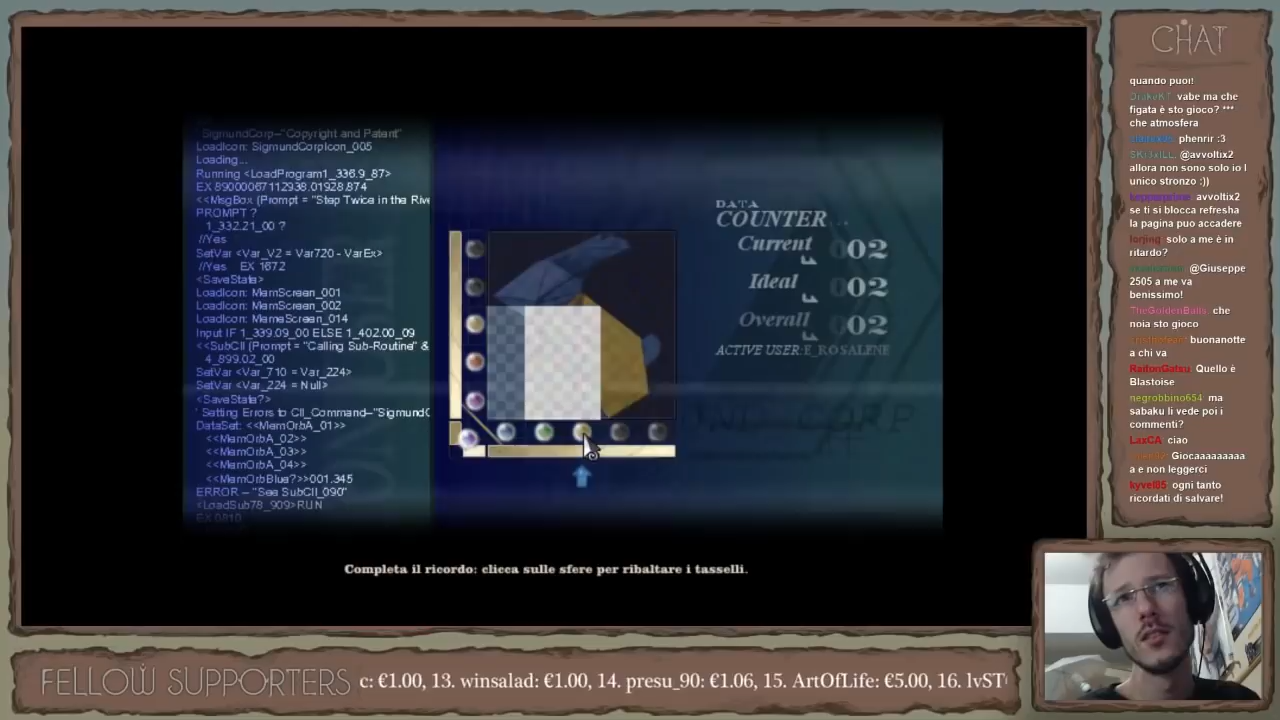 SigmundCorp-"Copyright and Patent"
LoadIcon: SigmundCorpIcon_005
Loading...
Running <LoadProgram1_336.9_87>
EX 89000067112938.01928.874
<<MsgBox (Prompt = "Step Twice in the Rive
PROMPT ?
1_332.21_00 ?
//Yes
SetVar <Var_V2 = Var720 - VarEx>
//Yes EX 1672
<SaveState>
LoadIcon: MemScreen_001
LoadIcon: MemScreen_002
LoadIcon: MemeScreen_014
Input IF 1_339.09_00 ELSE 1_402.00_09
<<SubCll (Prompt = "Calling Sub-Routine" &
4_899.02_00
SetVar <Var_710 = Var_224>
SetVar <Var_224 = Null>
<SaveState?>
' Setting Errors to Cll_Command-"SigmundC
DataSet: <<MemOrbA_01>>
<<MemOrbA_02>>
<<MemOrbA_03>>
<<MemOrbA_04>>
<<MemOrbBlue?>>001.345
ERROR - "See SubCll_090"
<LoadSub78_909>RUN
EX 0810
DATA
COUNTER...
Current 002
Ideal 002
Overall 002
ACTIVE USER:E_ROSALENE
Completa il ricordo: clicca sulle sfere per ribaltare i tasselli.
CHAT
quando puoi!
vabe ma che
figata è sto gioco? ***
che atmosfera
phenrir :3
@avvoltix2
allora non sono solo io l
unico stronzo :))
avvoltix2
se ti si blocca refresha
la pagina puo accadere
solo a me è in
ritardo?
@Giuseppe
2505 a me va
benissimo!
TheGoldenBalls: che
noia sto gioco
buonanotte
a chi va
RaitonGatsu: Quello è
Blastoise
negrobbino654: ma
sabaku li vede poi i
commenti?
LaxCA: ciao
Giocaaaaaaaaa
a e non leggerci
kyvel85: ogni tanto
ricordati di salvare!
FELLOW SUPPORTERS c: €1.00, 13. winsalad: €1.00, 14. presu_90: €1.06, 15. ArtOfLife: €5.00, 16. lvST